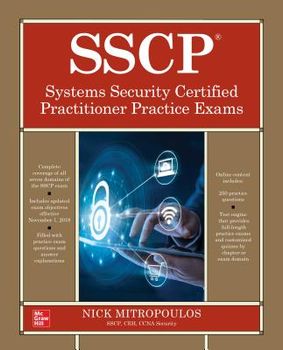 SSCP®
Systems Security Certified
Practitioner Practice Exams
Complete
coverage of all
seven domains of
the SSCP exam
Includes updated
exam objectives
effective
November 1, 2018
Filled with
practice exam
questions and
answer
explanations
Online content
includes:
250 practice
questions
Test engine
that provides
full-length
practice exams
and customized
quizzes by
chapter or
exam domain
Mc
Graw
Hill
NICK MITROPOULOS
SSCP, CEH, CCNA Security